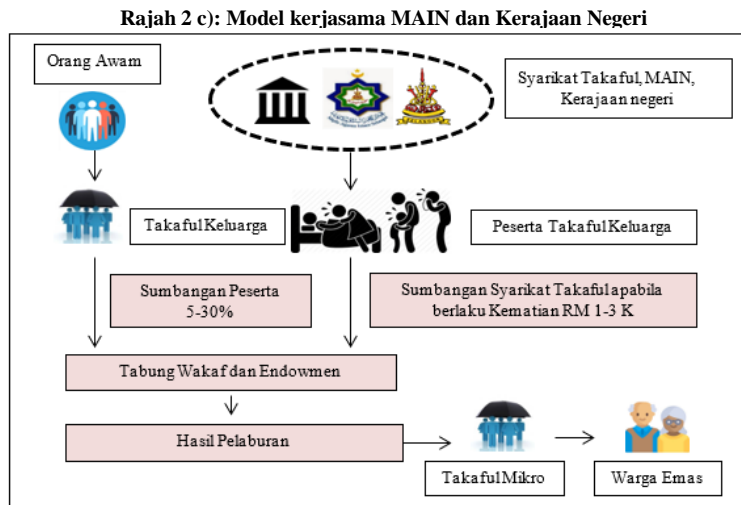 Rajah 2 c): Model kerjasama MAIN dan Kerajaan Negeri
Orang Awam
Syarikat Takaful, MAIN,
Kerajaan negeri
Takaful Keluarga
Peserta Takaful Keluarga
Sumbangan Peserta
5-30%
Sumbangan Syarikat Takaful apabila
berlaku Kematian RM 1-3 K
Tabung Wakaf dan Endowmen
Hasil Pelaburan
Takaful Mikro
Warga Emas